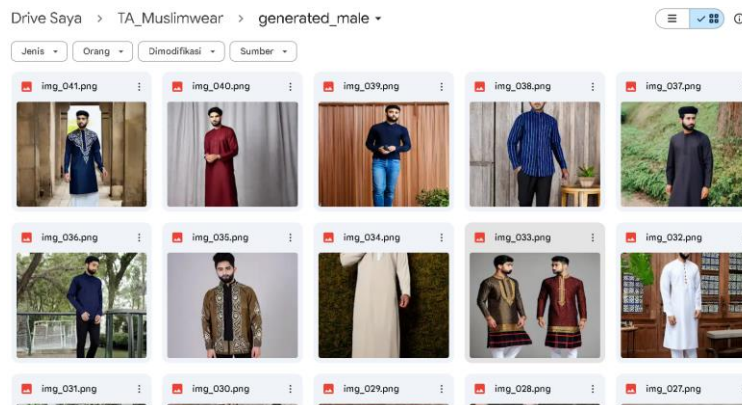 Drive Saya > TA_Muslimwear > generated_male
Jenis Orang Dimodifikasi Sumber
img_041.png img_040.png img_039.png img_038.png img_037.png
img_036.png img_035.png img_034.png img_033.png img_032.png
img_031.png img_030.png img_029.png img_028.png img_027.png